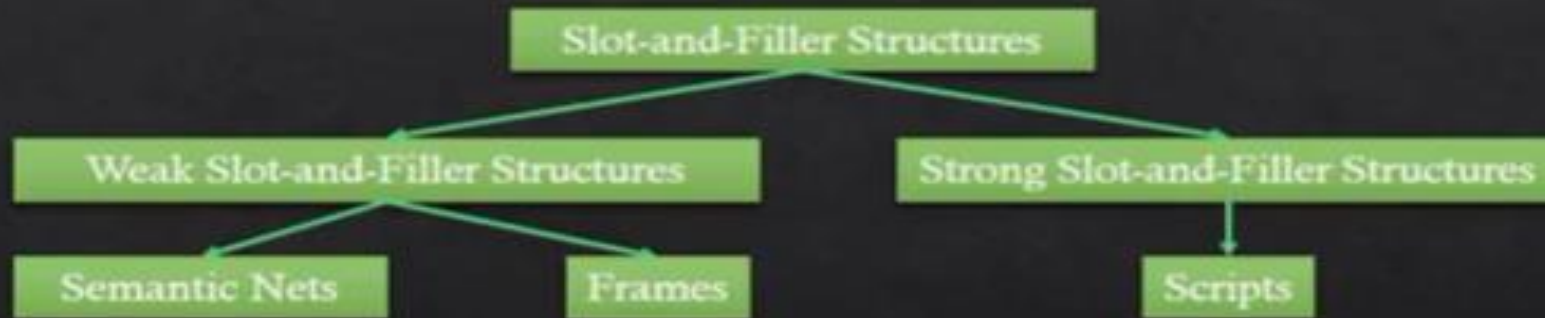 Slot-and-Filler Structures
Weak Slot-and-Filler Structures
Strong Slot-and-Filler Structures
Semantic Nets
Frames
Scripts